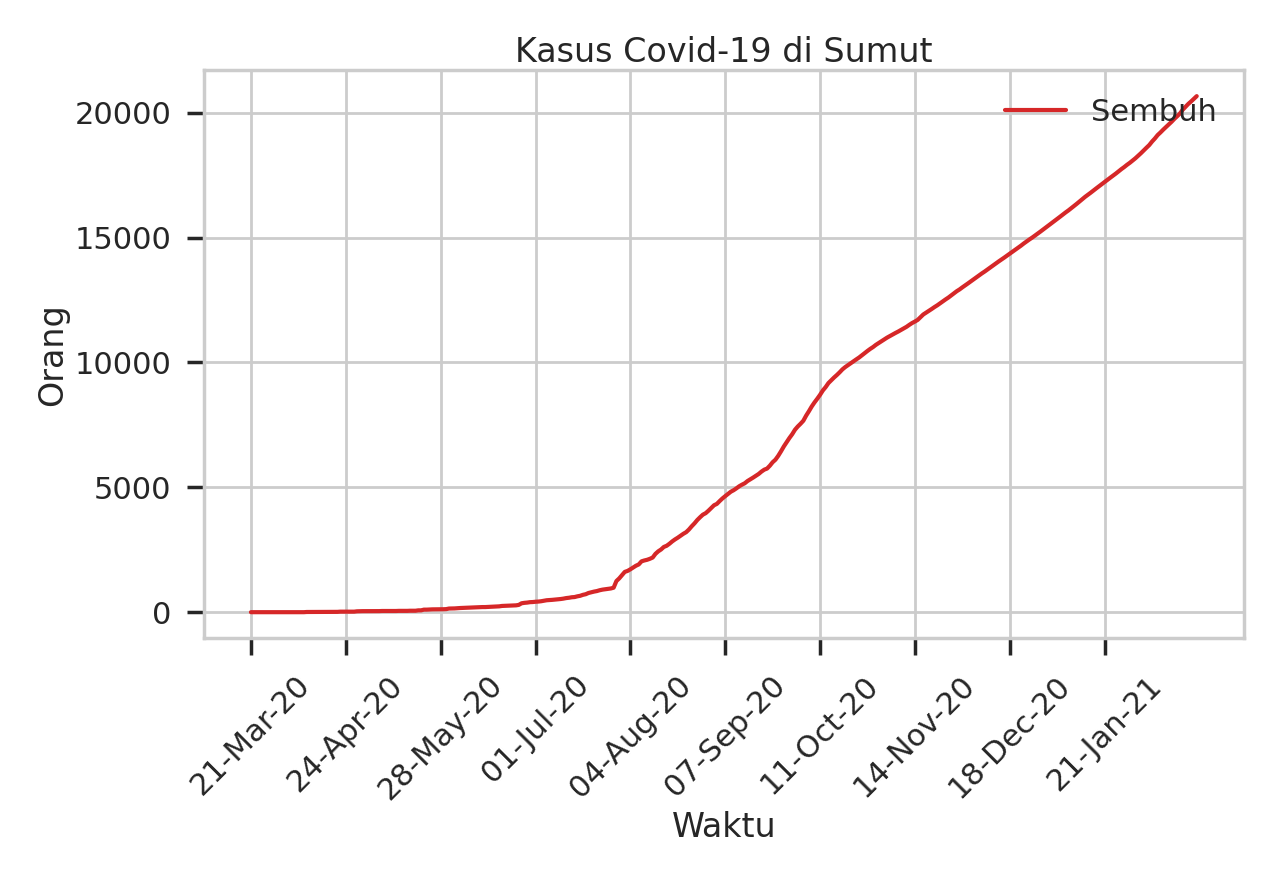 Kasus Covid-19 di Sumut
Sembuh
20000
15000
10000
5000
0
Orang
21-Mar-20
24-Apr-20
28-May-20
01-Jul-20
04-Aug-20
07-Sep-20
11-Oct-20
14-Nov-20
18-Dec-20
21-Jan-21
Waktu